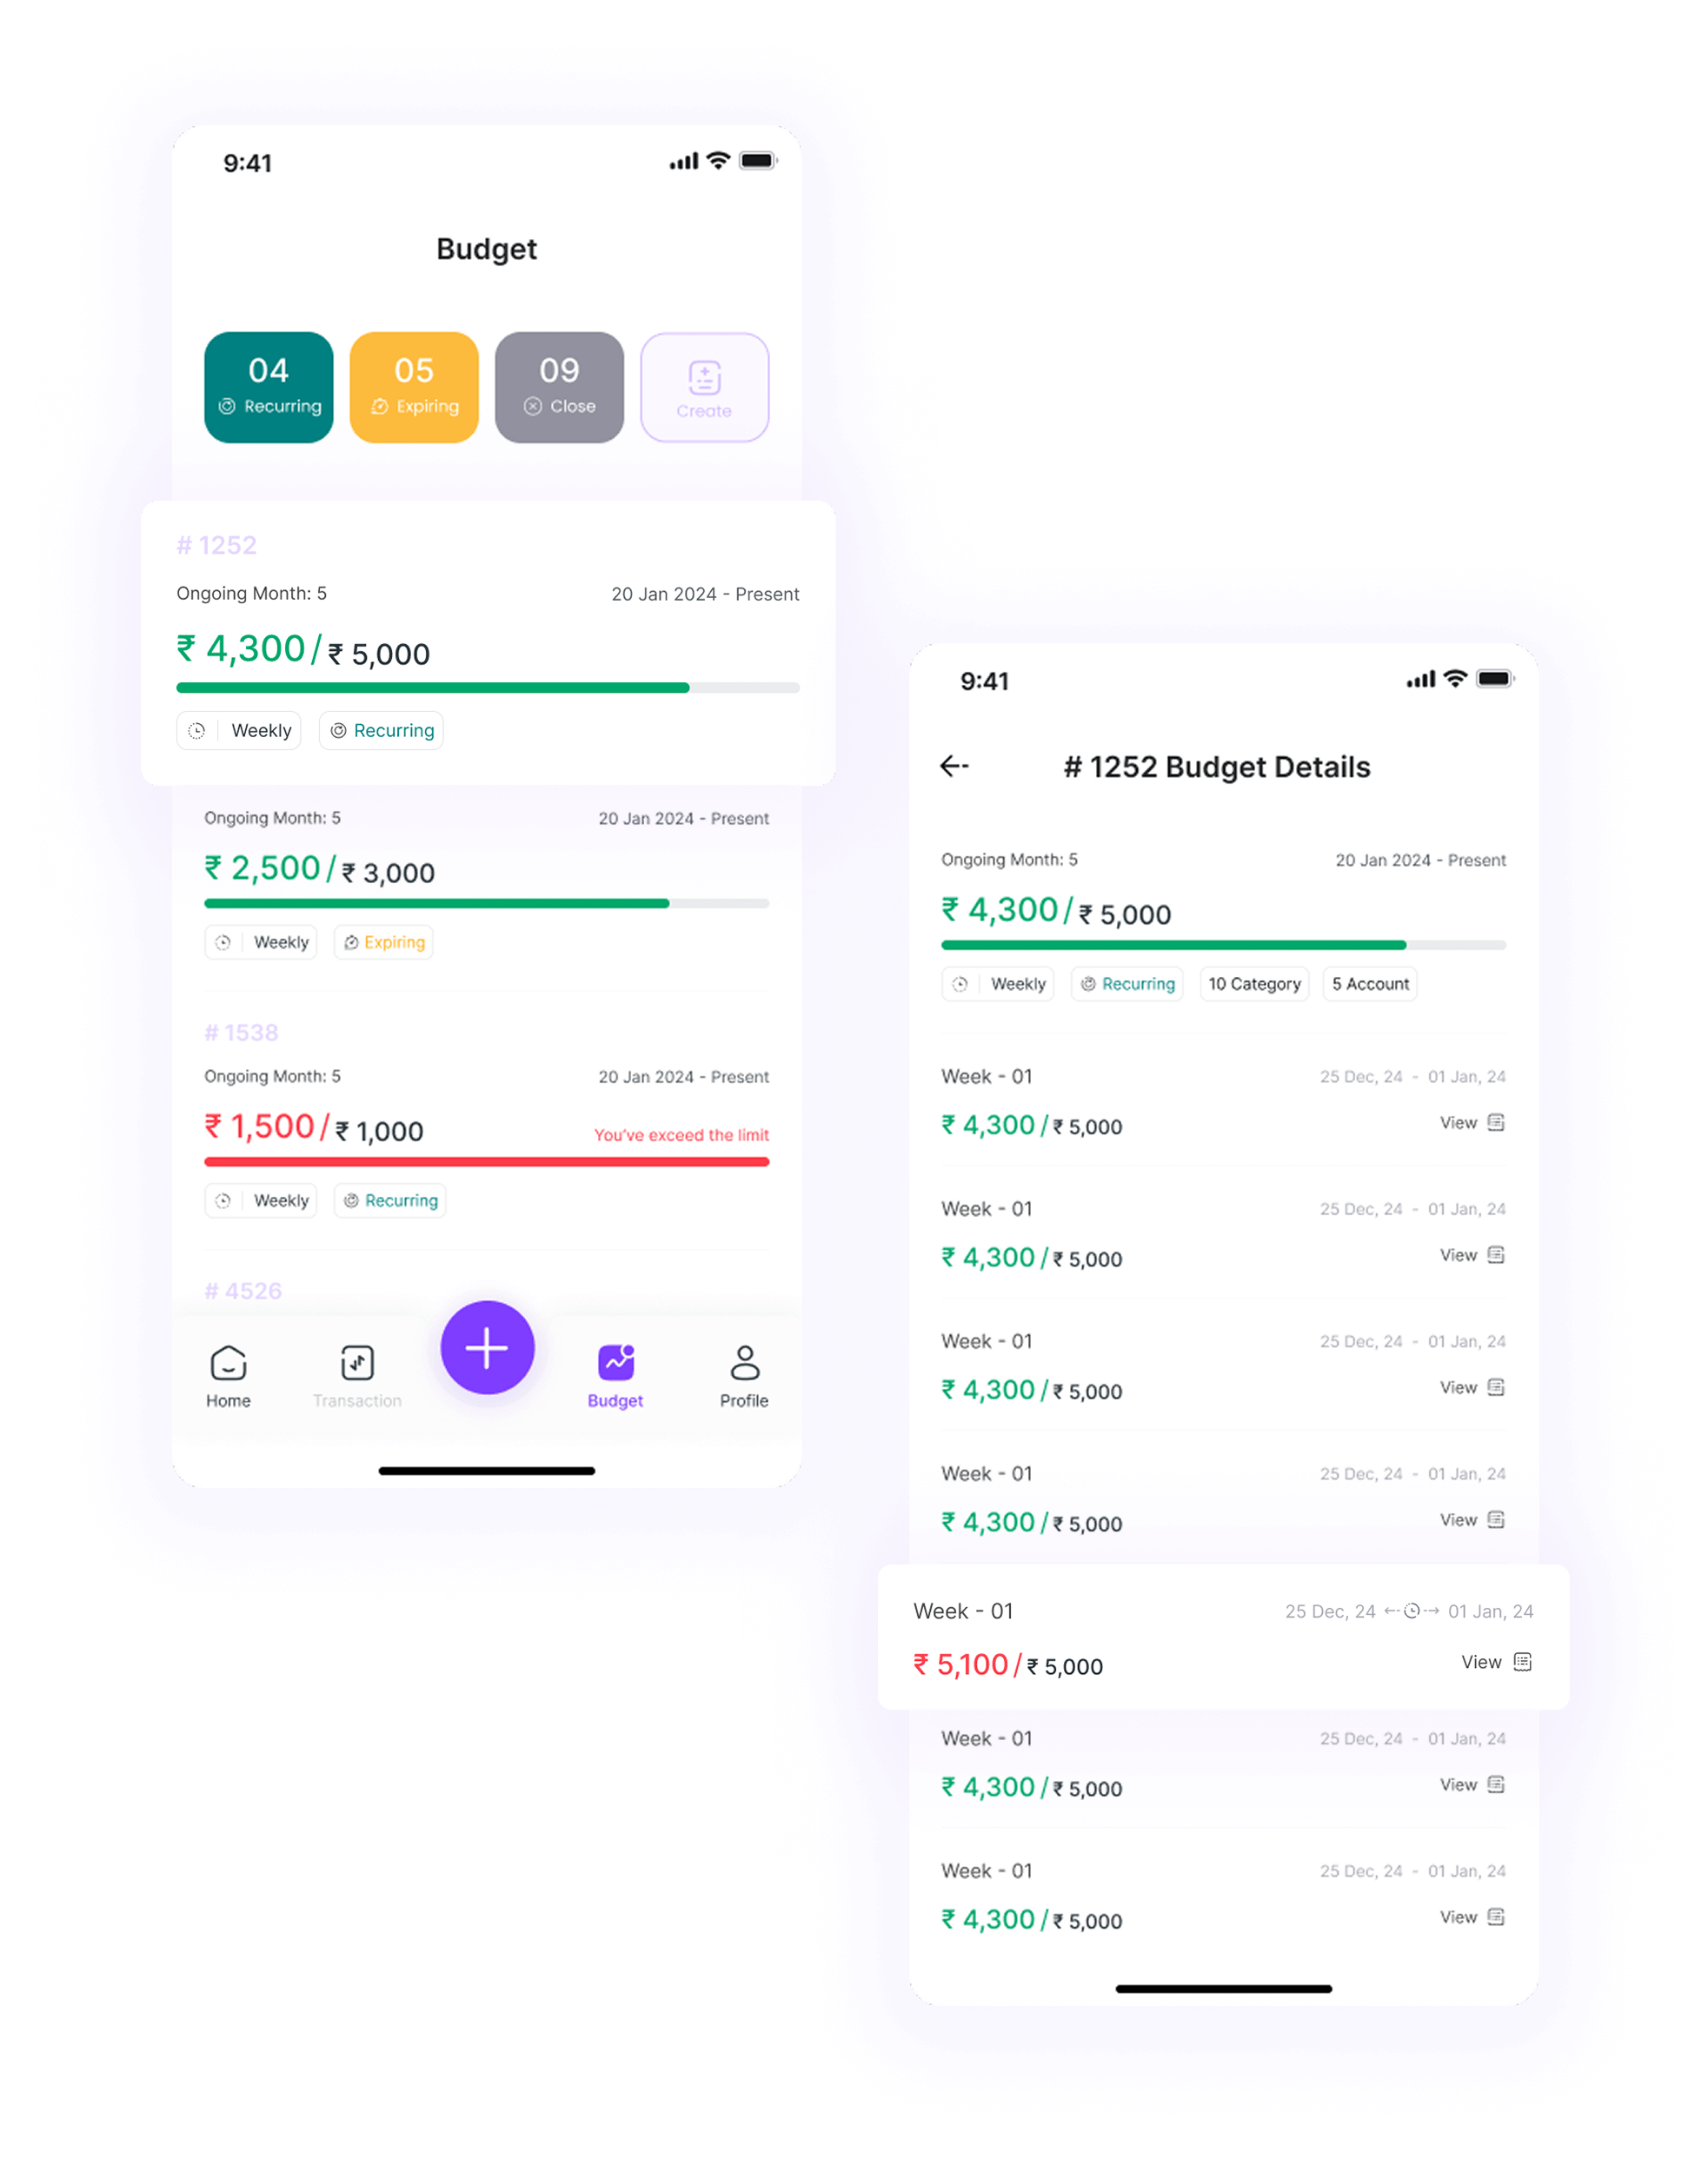 9:41
Budget
04
Recurring
05
Expiring
09
Close
Create
# 1252
Ongoing Month: 5 20 Jan 2024 - Present
₹ 4,300 / ₹ 5,000
Weekly Recurring
Ongoing Month: 5 20 Jan 2024 - Present
₹ 2,500 / ₹ 3,000
Weekly Expiring
# 1538
Ongoing Month: 5 20 Jan 2024 - Present
₹ 1,500 / ₹ 1,000 You've exceed the limit
Weekly Recurring
# 4526
Home Transaction Budget Profile
9:41
# 1252 Budget Details
Ongoing Month: 5 20 Jan 2024 - Present
₹ 4,300 / ₹ 5,000
Weekly Recurring 10 Category 5 Account
Week - 01 25 Dec, 24 - 01 Jan, 24
₹ 4,300 / ₹ 5,000 View
Week - 01 25 Dec, 24 - 01 Jan, 24
₹ 4,300 / ₹ 5,000 View
Week - 01 25 Dec, 24 - 01 Jan, 24
₹ 4,300 / ₹ 5,000 View
Week - 01 25 Dec, 24 - 01 Jan, 24
₹ 4,300 / ₹ 5,000 View
Week - 01 25 Dec, 24 01 Jan, 24
₹ 5,100 / ₹ 5,000 View
Week - 01 25 Dec, 24 - 01 Jan, 24
₹ 4,300 / ₹ 5,000 View
Week - 01 25 Dec, 24 - 01 Jan, 24
₹ 4,300 / ₹ 5,000 View